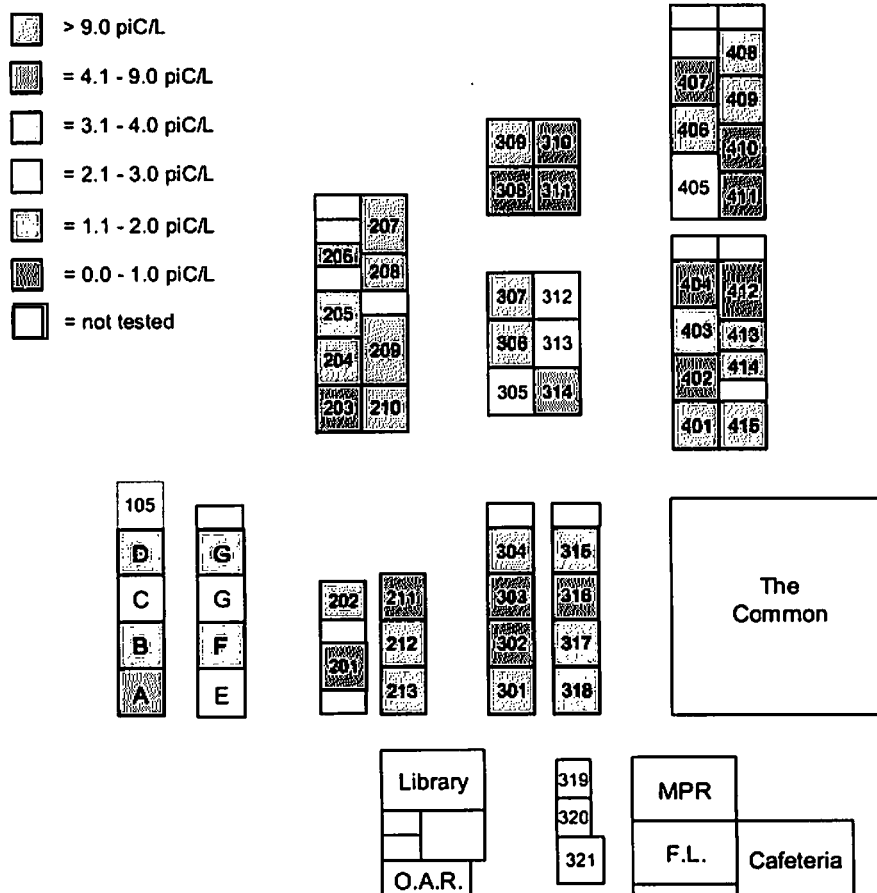 > 9.0 piC/L
= 4.1 - 9.0 piC/L
= 3.1 - 4.0 piC/L
= 2.1 - 3.0 piC/L
= 1.1 - 2.0 piC/L
= 0.0 - 1.0 piC/L
= not tested
408
407
409
406
410
405
411
309 310
308 311
207
206
208
205
209
204
203 210
307 312
306 313
305 314
404 412
403 413
414
402
401 415
105
D
C
B
A
G
G
F
E
202
201
211
212
213
304
303
302
301
315
316
317
318
The
Common
Library
O.A.R.
319
320
321
MPR
F.L.
Cafeteria